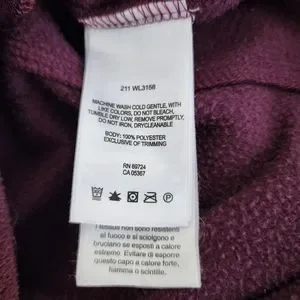 211 WL3158
MACHINE WASH COLD GENTLE, WITH
LIKE COLORS, DO NOT BLEACH,
TUMBLE DRY LOW, REMOVE PROMPTLY,
DO NOT IRON, DRYCLEANABLE
BODY: 100% POLYESTER
EXCLUSIVE OF TRIMMING
RN 89724
CA 05367
I tessuti non sono resistenti
al fuoco e si sciolgono e
bruciano se esposti a calore
estremo. Evitare di esporre
questo capo a calore forte,
fiamma o scintille.